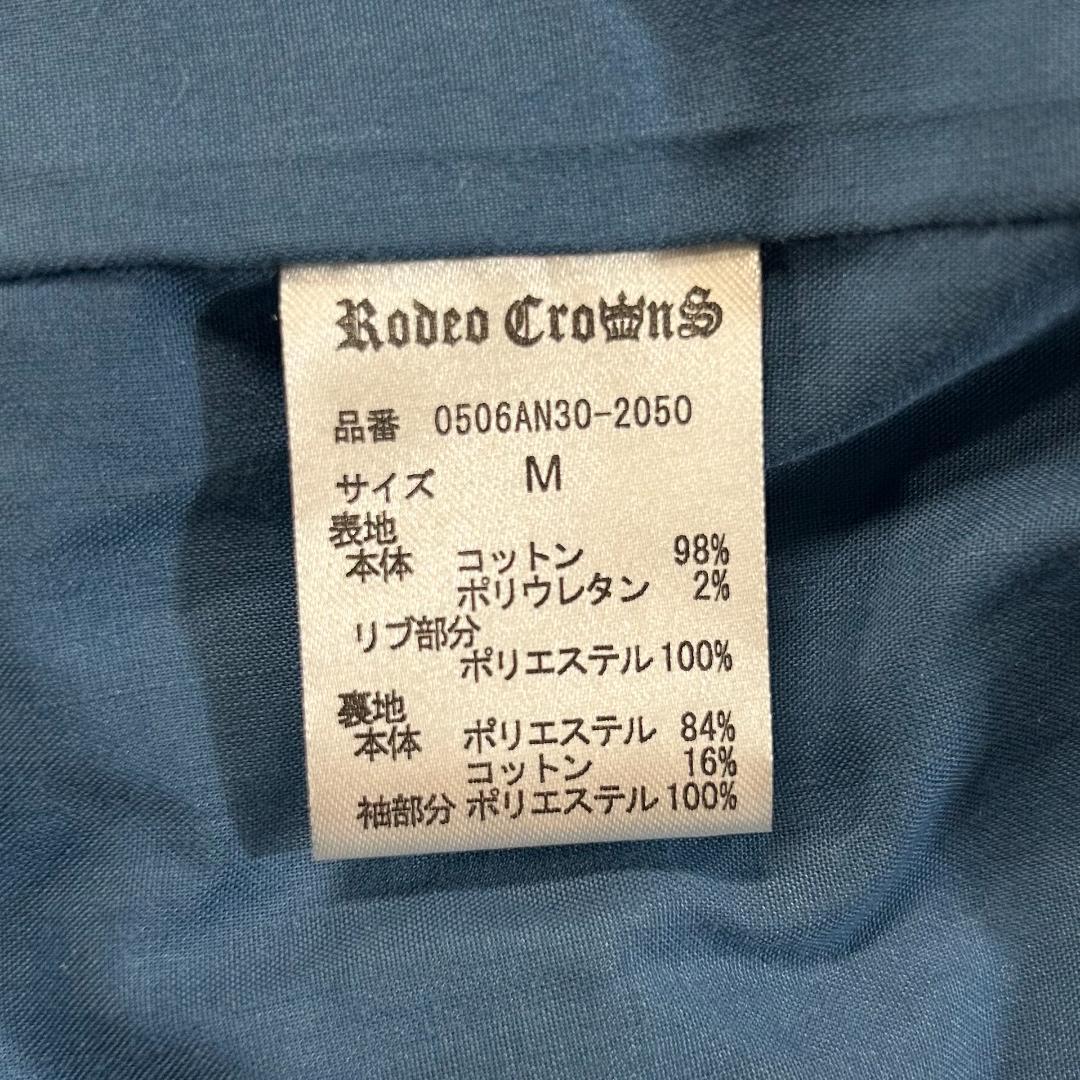 Rodeo CrownS
品番 0506AN30-2050
サイズ M
表地
本体 コットン 98%
ポリウレタン 2%
リブ部分
ポリエステル 100%
裏地
本体 ポリエステル 84%
コットン 16%
袖部分 ポリエステル 100%